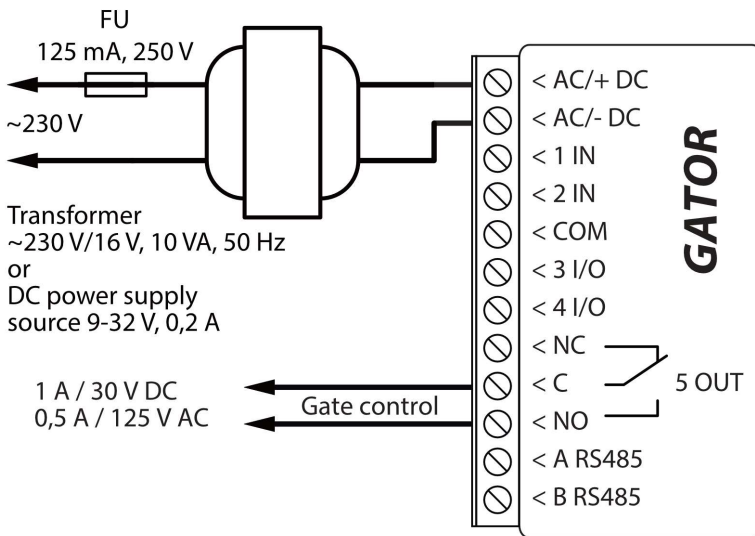 FU
125 mA, 250 V
~230 V
Transformer
~230 V/16 V, 10 VA, 50 Hz
or
DC power supply
source 9-32 V, 0,2 A
1 A / 30 V DC
0,5 A / 125 V AC
Gate control
< AC/+ DC
< AC/- DC
< 1 IN
< 2 IN
< COM
< 3 I/O
< 4 I/O
< NC
< C
< NO
< A RS485
< B RS485
5 OUT
GATOR